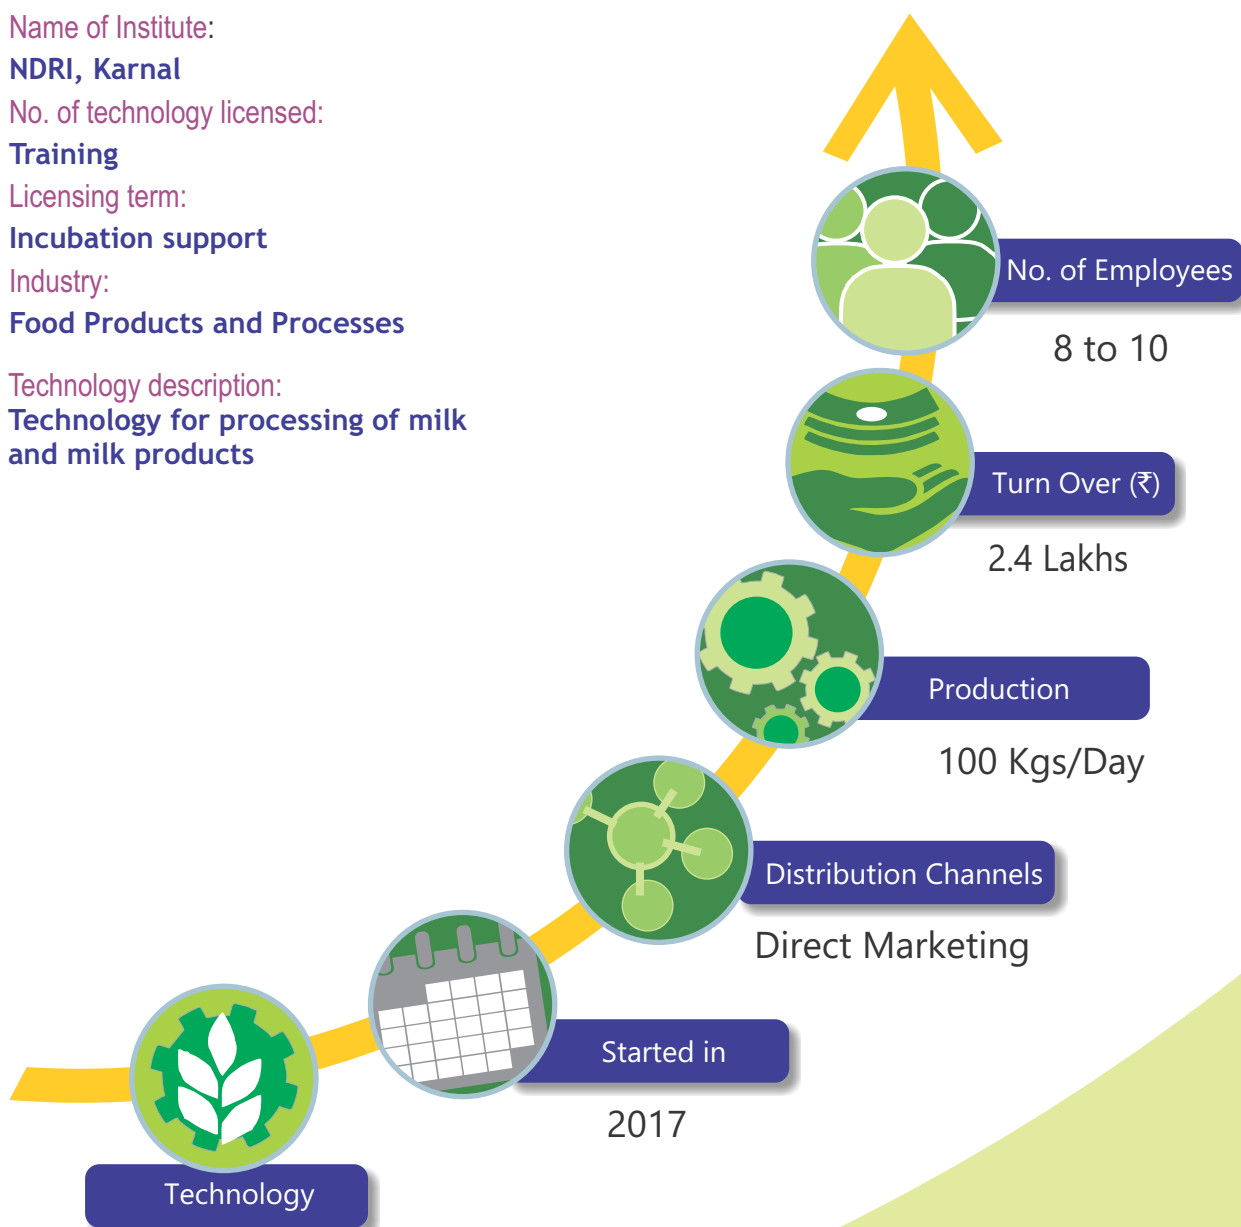 Name of Institute:
NDRI, Karnal
No. of technology licensed:
Training
Licensing term:
Incubation support
Industry:
Food Products and Processes
Technology description:
Technology for processing of milk
and milk products
No. of Employees
8 to 10
Turn Over (₹)
2.4 Lakhs
Production
100 Kgs/Day
Distribution Channels
Direct Marketing
Started in
2017
Technology